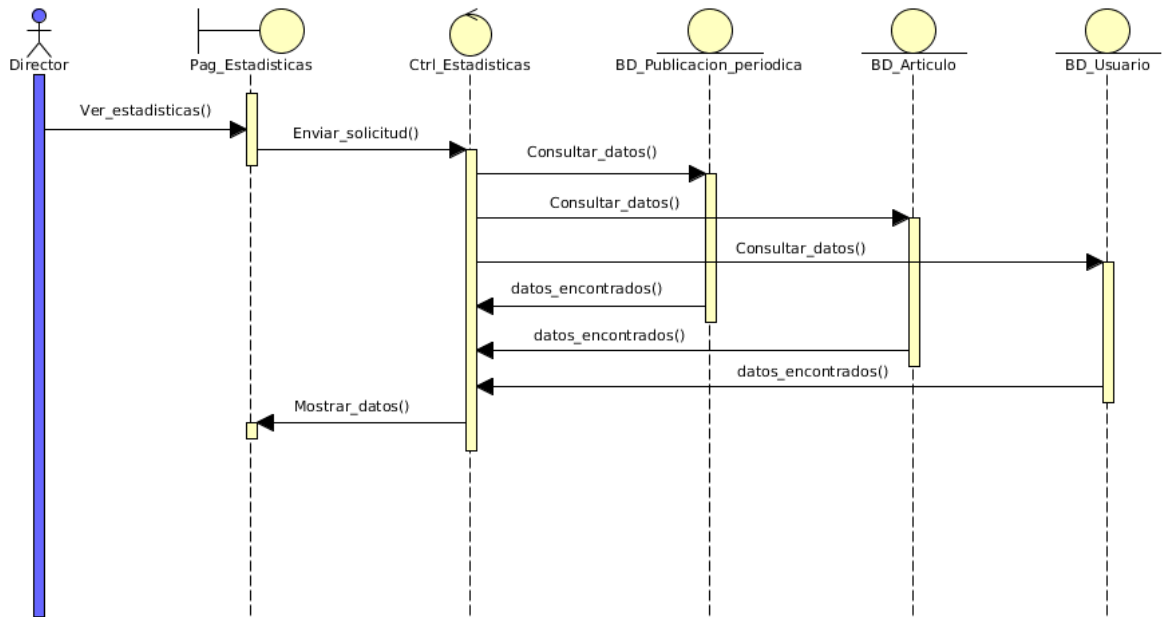 Director
Pag_Estadisticas
Ctrl_Estadisticas
BD_Publicacion_periodica
BD_Articulo
BD_Usuario
Ver_estadisticas()
Enviar_solicitud()
Consultar_datos()
Consultar_datos()
Consultar_datos()
datos_encontrados()
datos_encontrados()
datos_encontrados()
Mostrar_datos()